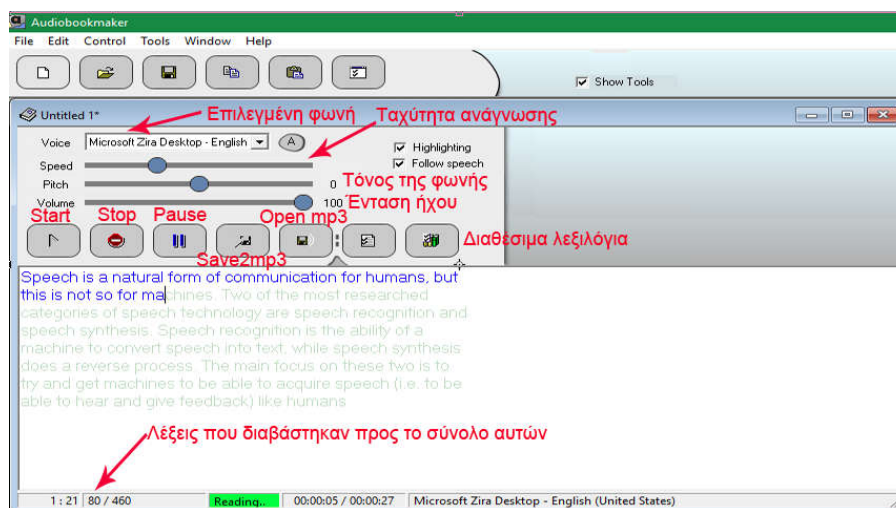 Audiobookmaker
File Edit Control Tools Window Help
Show Tools
Untitled 1*
Επιλεγμένη φωνή
Ταχύτητα ανάγνωσης
Voice Microsoft Zira Desktop - English A
Highlighting
Speed
Follow speech
Pitch 0
Τόνος της φωνής
Volume 100
Ένταση ήχου
Start Stop Pause Open mp3
Διαθέσιμα λεξιλόγια
Save2mp3
Speech is a natural form of communication for humans, but
this is not so for machines. Two of the most researched
categories of speech technology are speech recognition and
speech synthesis. Speech recognition is the ability of a
machine to convert speech into text, while speech synthesis
does a reverse process. The main focus on these two is to
try and get machines to be able to acquire speech (i.e. to be
able to hear and give feedback) like humans
Λέξεις που διαβάστηκαν προς το σύνολο αυτών
1 : 21 80 / 460 Reading.. 00:00:05 / 00:00:27 Microsoft Zira Desktop - English (United States)